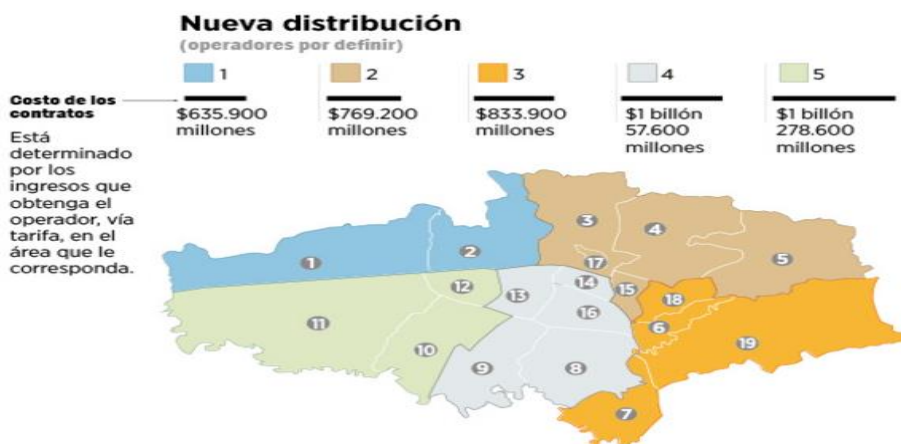 Nueva distribución
(operadores por definir)
1
2
3
4
5
Costo de los
contratos
$635.900
millones
$769.200
millones
$833.900
millones
$1 billón
57.600
millones
$1 billón
278.600
millones
Está
determinado
por los
ingresos que
obtenga el
operador, vía
tarifa, en el
área que le
corresponda.
1
2
3
4
5
17
12
13
14
15
18
16
6
11
10
19
9
8
7